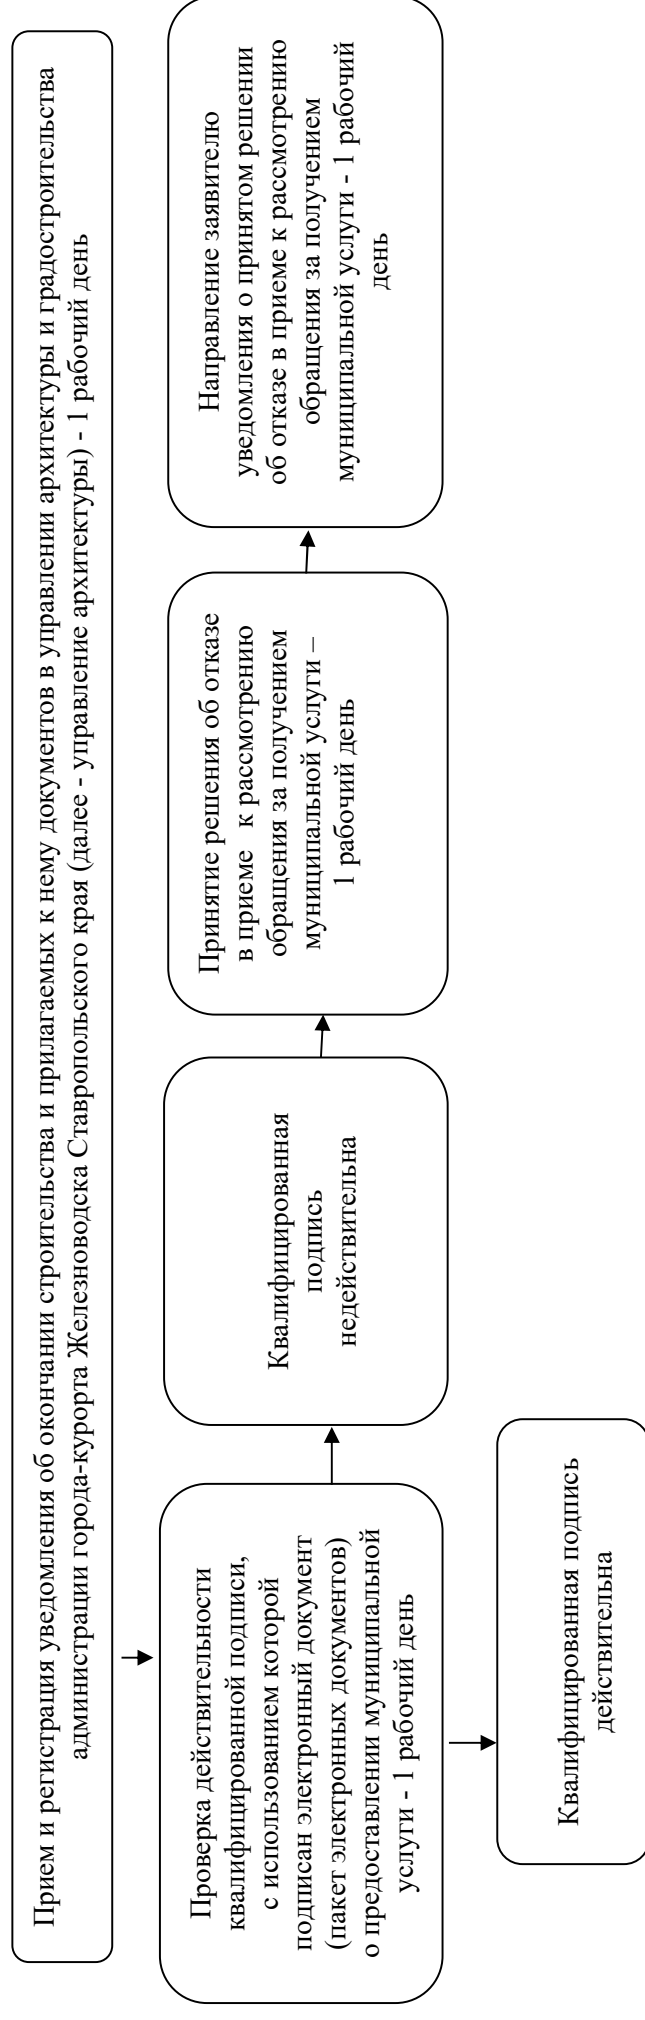 Прием и регистрация уведомления об окончании строительства и прилагаемых к нему документов в управлении архитектуры и градостроительства
администрации города-курорта Железноводска Ставропольского края (далее - управление архитектуры) - 1 рабочий день
Проверка действительности
квалифицированной подписи,
с использованием которой
подписан электронный документ
(пакет электронных документов)
о предоставлении муниципальной
услуги - 1 рабочий день
Квалифицированная
подпись
недействительна
Принятие решения об отказе
в приеме к рассмотрению
обращения за получением
муниципальной услуги –
1 рабочий день
Направление заявителю
уведомления о принятом решении
об отказе в приеме к рассмотрению
обращения за получением
муниципальной услуги - 1 рабочий
день
Квалифицированная подпись
действительна